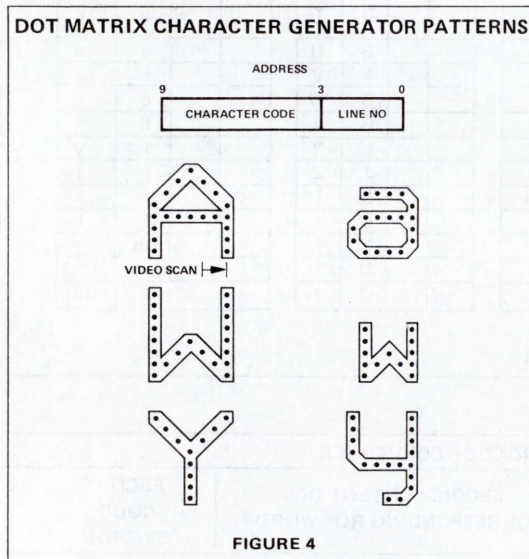 DOT MATRIX CHARACTER GENERATOR PATTERNS
ADDRESS
9 3 0
CHARACTER CODE LINE NO
VIDEO SCAN
FIGURE 4